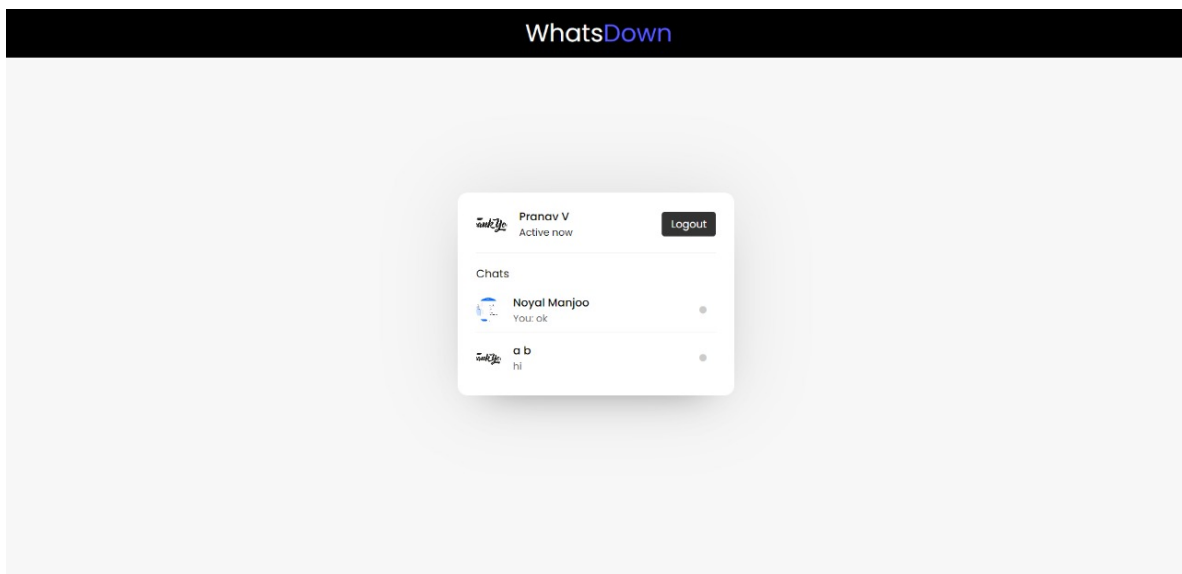 WhatsDown
Pranav V
Active now
Logout
Chats
Noyal Manjoo
You: ok
a b
hi